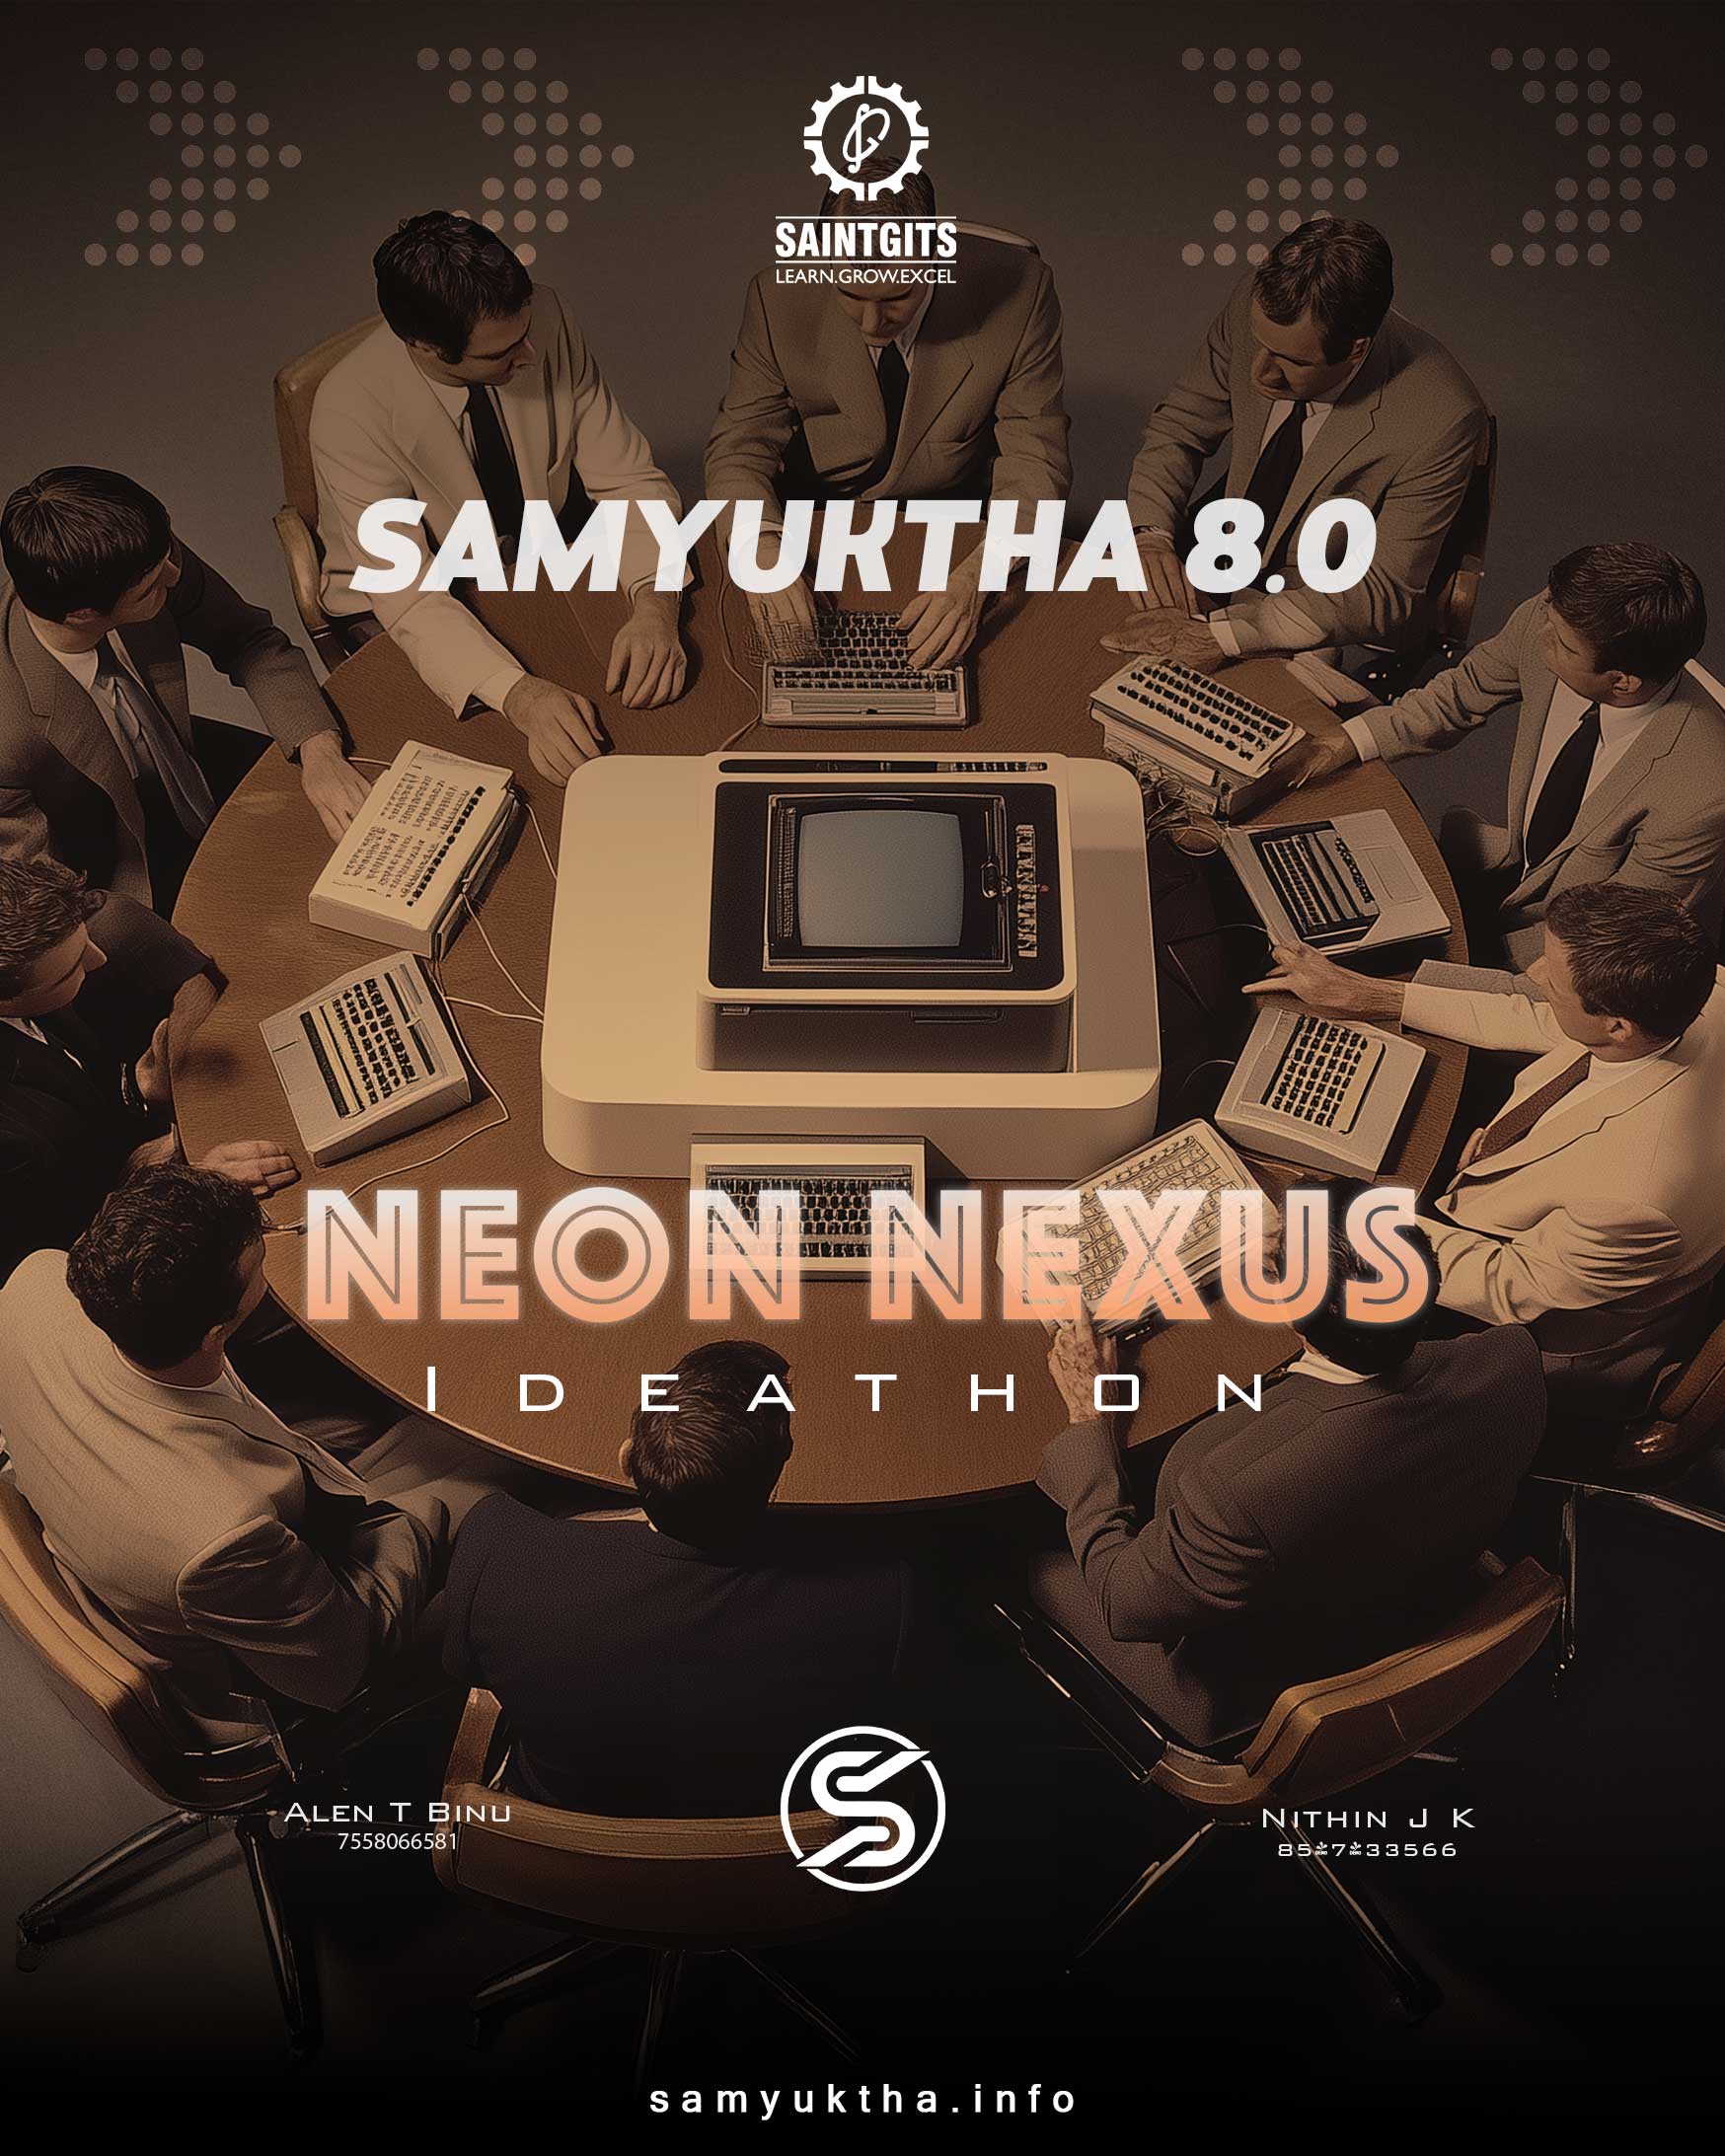 SAINTGITS
LEARN.GROW.EXCEL
SAMYUKTHA 8.0
NEON NEXUS
IDEATHON
ALEN T BINU
7558066581
NITHIN J K
samyuktha.info